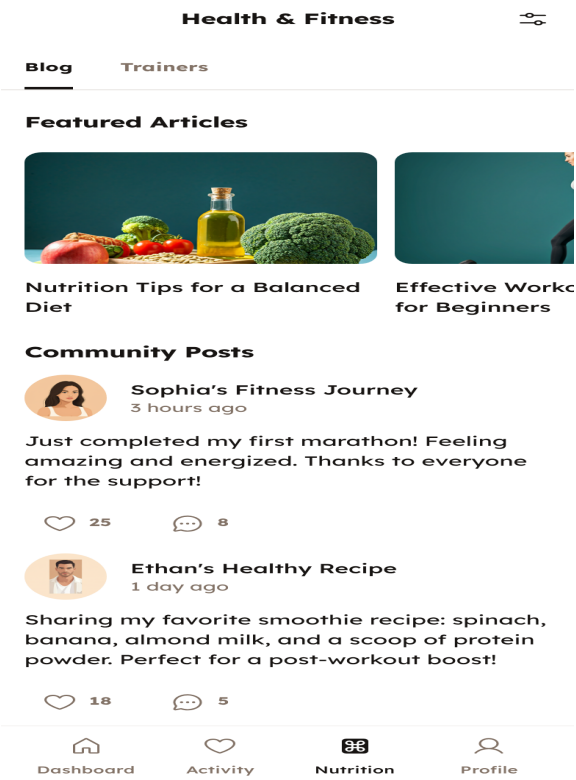 Health & Fitness
Blog
Trainers
Featured Articles
Nutrition Tips for a Balanced
Diet
Effective
for Beginners
Community Posts
Sophia's Fitness Journey
3 hours ago
Just completed my first marathon! Feeling
amazing and energized. Thanks to everyone
for the support!
25
8
Ethan's Healthy Recipe
1 day ago
Sharing my favorite smoothie recipe: spinach,
banana, almond milk, and a scoop of protein
powder. Perfect for a post-workout boost!
18
5
Dashboard
Activity
Nutrition
Profile